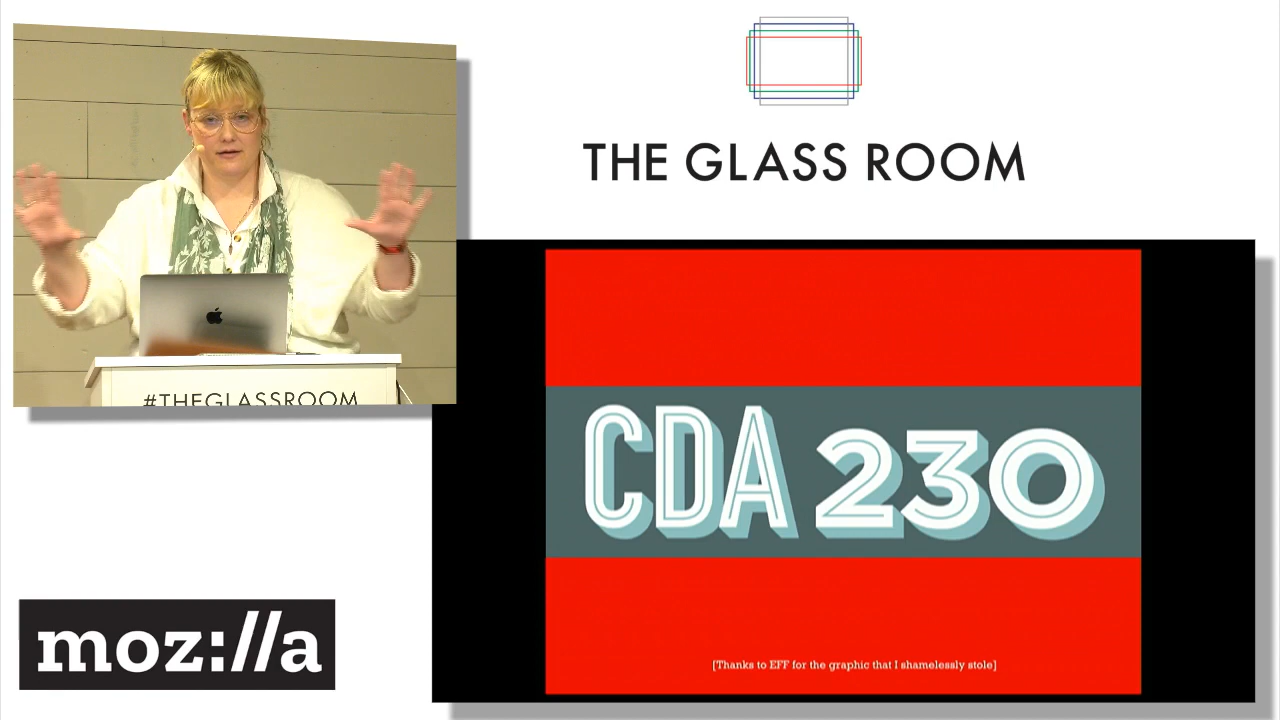 THE GLASS ROOM
#THEGLASSROOM
CDA 230
[Thanks to EFF for the graphic that I shamelessly stole]
moz://a